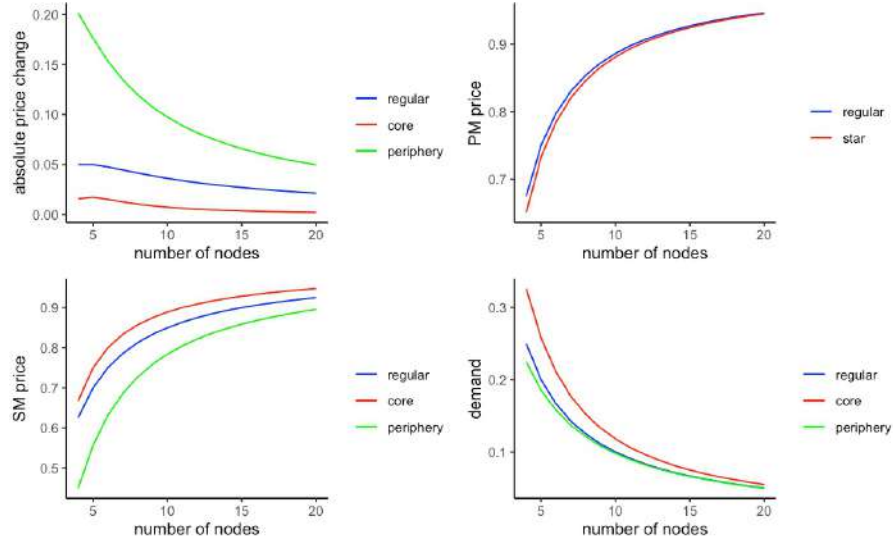 absolute price change
0.20
0.15
0.10
0.05
0.00
5
10
15
20
number of nodes
regular
core
periphery
PM price
0.9
0.8
0.7
5
10
15
20
number of nodes
regular
star
SM price
0.9
0.8
0.7
0.6
0.5
5
10
15
20
number of nodes
regular
core
periphery
demand
0.3
0.2
0.1
5
10
15
20
number of nodes
regular
core
periphery